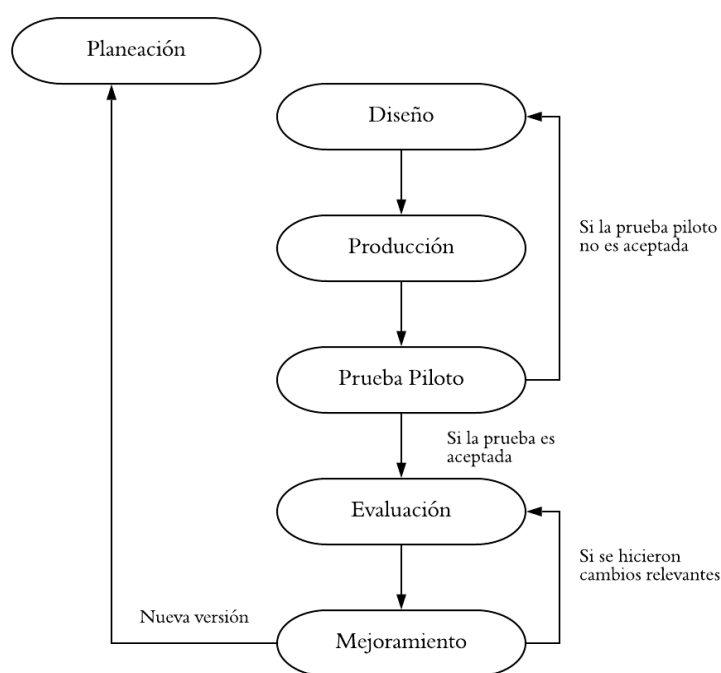 Planeación
Diseño
Si la prueba piloto
no es aceptada
Producción
Prueba Piloto
Si la prueba es
aceptada
Evaluación
Si se hicieron
cambios relevantes
Nueva versión
Mejoramiento